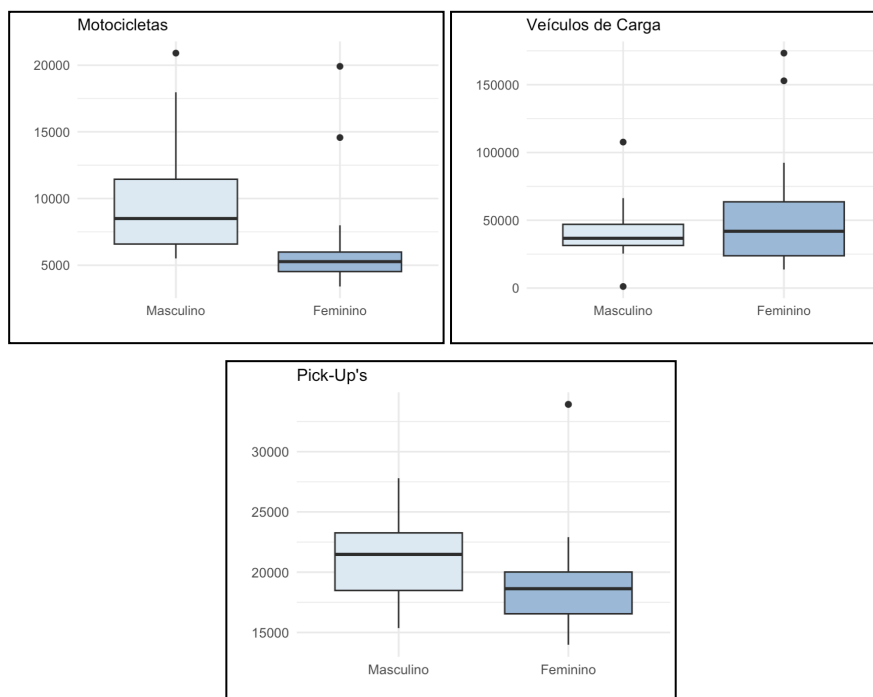 Motocicletas
20000
15000
10000
5000
Masculino Feminino
Veículos de Carga
150000
100000
50000
0
Masculino Feminino
Pick-Up's
30000
25000
20000
15000
Masculino Feminino